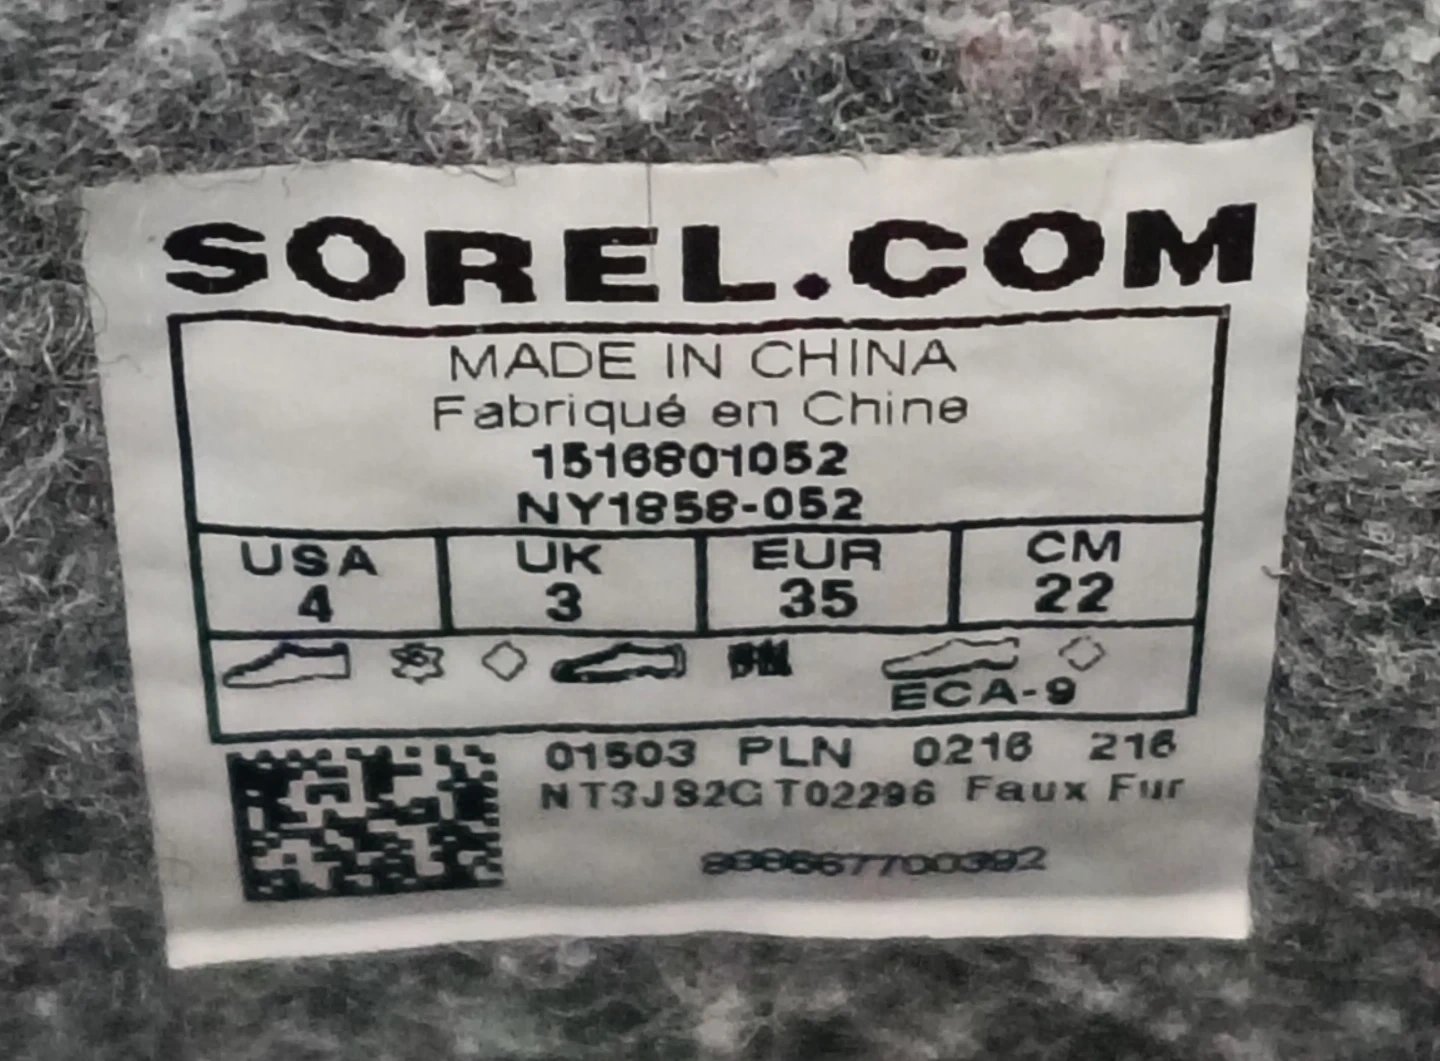 SOREL.COM
MADE IN CHINA
Fabriqué en Chine
1516801052
NY1858-052
USA UK EUR CM
4 3 35 22
ECA-9
01503 PLN 0216 216
NT3JS2GT02296 Faux Fur